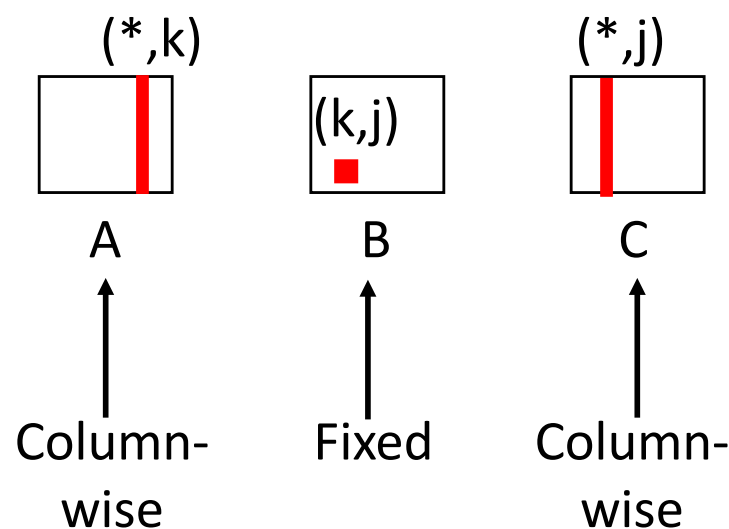 (*,k)
(*,j)
(k,j)
A
B
C
Column-
wise
Fixed
Column-
wise